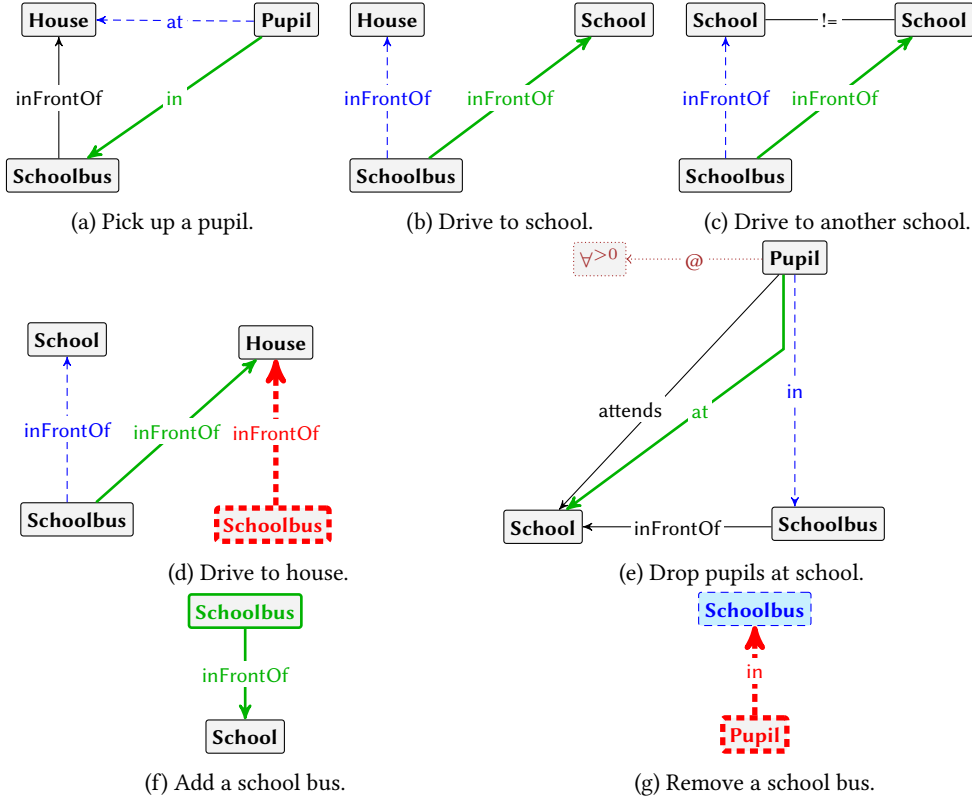 House
at
Pupil
inFrontOf
in
Schoolbus
(a) Pick up a pupil.
House
School
inFrontOf
inFrontOf
Schoolbus
(b) Drive to school.
School
!=
School
inFrontOf
inFrontOf
Schoolbus
(c) Drive to another school.
School
House
inFrontOf
inFrontOf
inFrontOf
Schoolbus
Schoolbus
(d) Drive to house.
∀>0
@
Pupil
in
attends
at
School
inFrontOf
Schoolbus
(e) Drop pupils at school.
Schoolbus
inFrontOf
School
(f) Add a school bus.
Schoolbus
in
Pupil
(g) Remove a school bus.